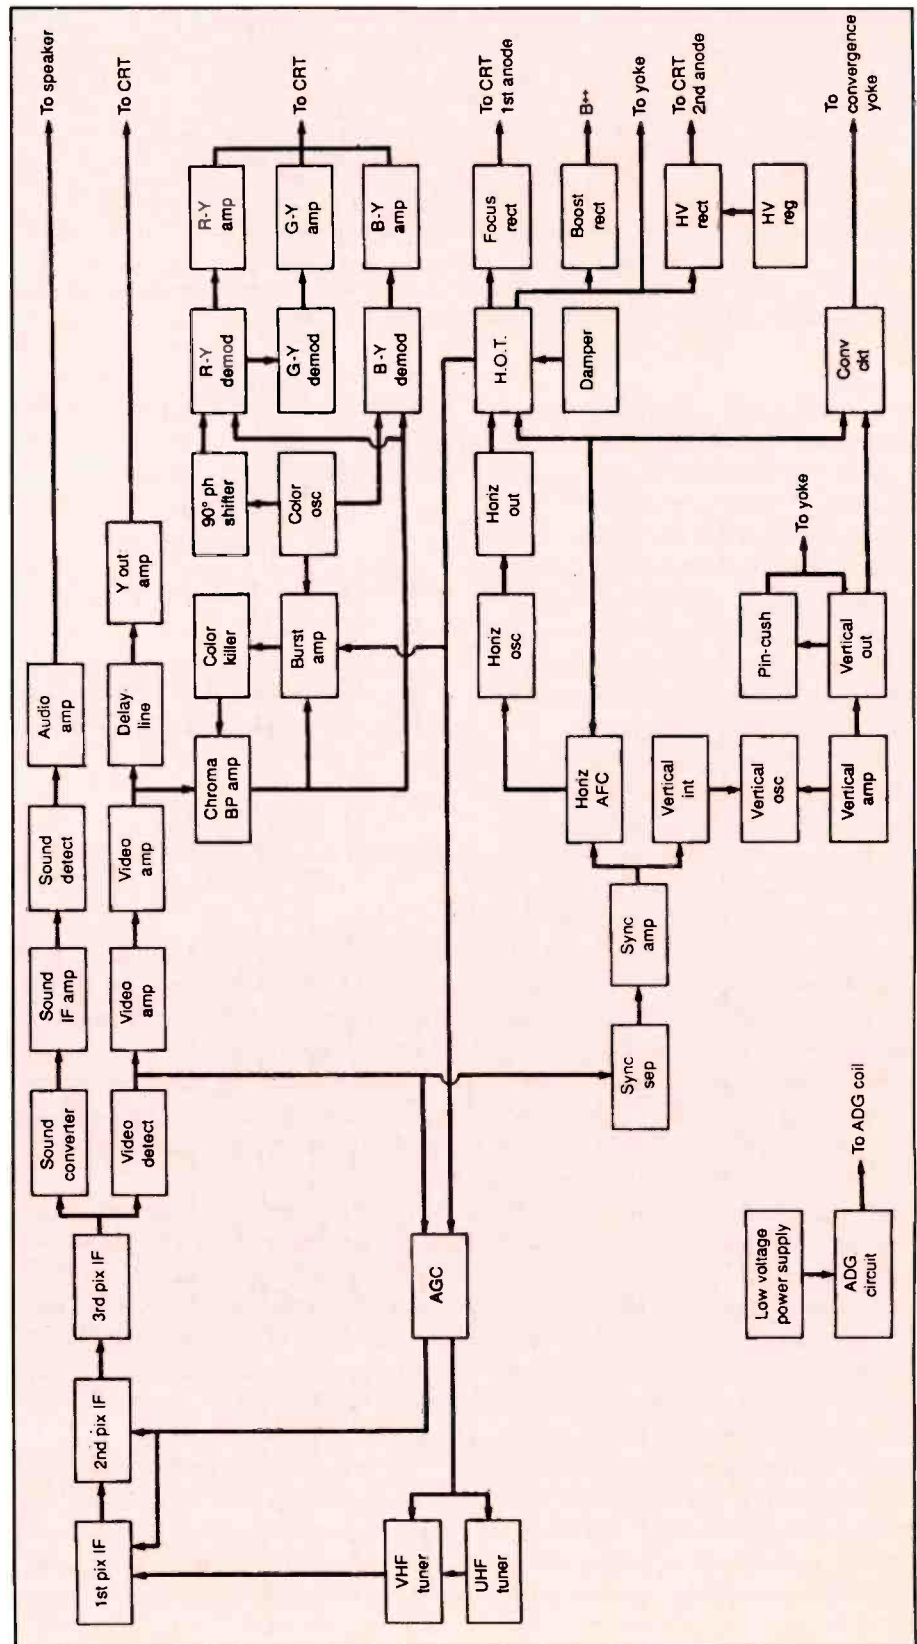 1st pix IF
2nd pix IF
3rd pix IF
Sound
converter
Sound
IF amp
Sound
detect
Audio
amp
To speaker
Video
detect
Video
amp
Video
amp
Delay
line
Y out
amp
To CRT
Chroma
BP amp
Color
killer
90° ph
shifter
R-Y
demod
R-Y
amp
Burst
amp
Color
osc
G-Y
demod
G-Y
amp
To CRT
B-Y
demod
B-Y
amp
VHF
tuner
UHF
tuner
AGC
Horiz
osc
Horiz
out
H.O.T.
Focus
rect
To CRT
1st anode
Damper
Boost
rect
B++
To yoke
HV
rect
To CRT
2nd anode
HV
reg
Sync
sep
Sync
amp
Horiz
AFC
Vertical
int
Vertical
osc
Vertical
amp
Pin-cush
To yoke
Vertical
out
Conv
ckt
To
convergence
yoke
Low voltage
power supply
ADG
circuit
To ADG coil